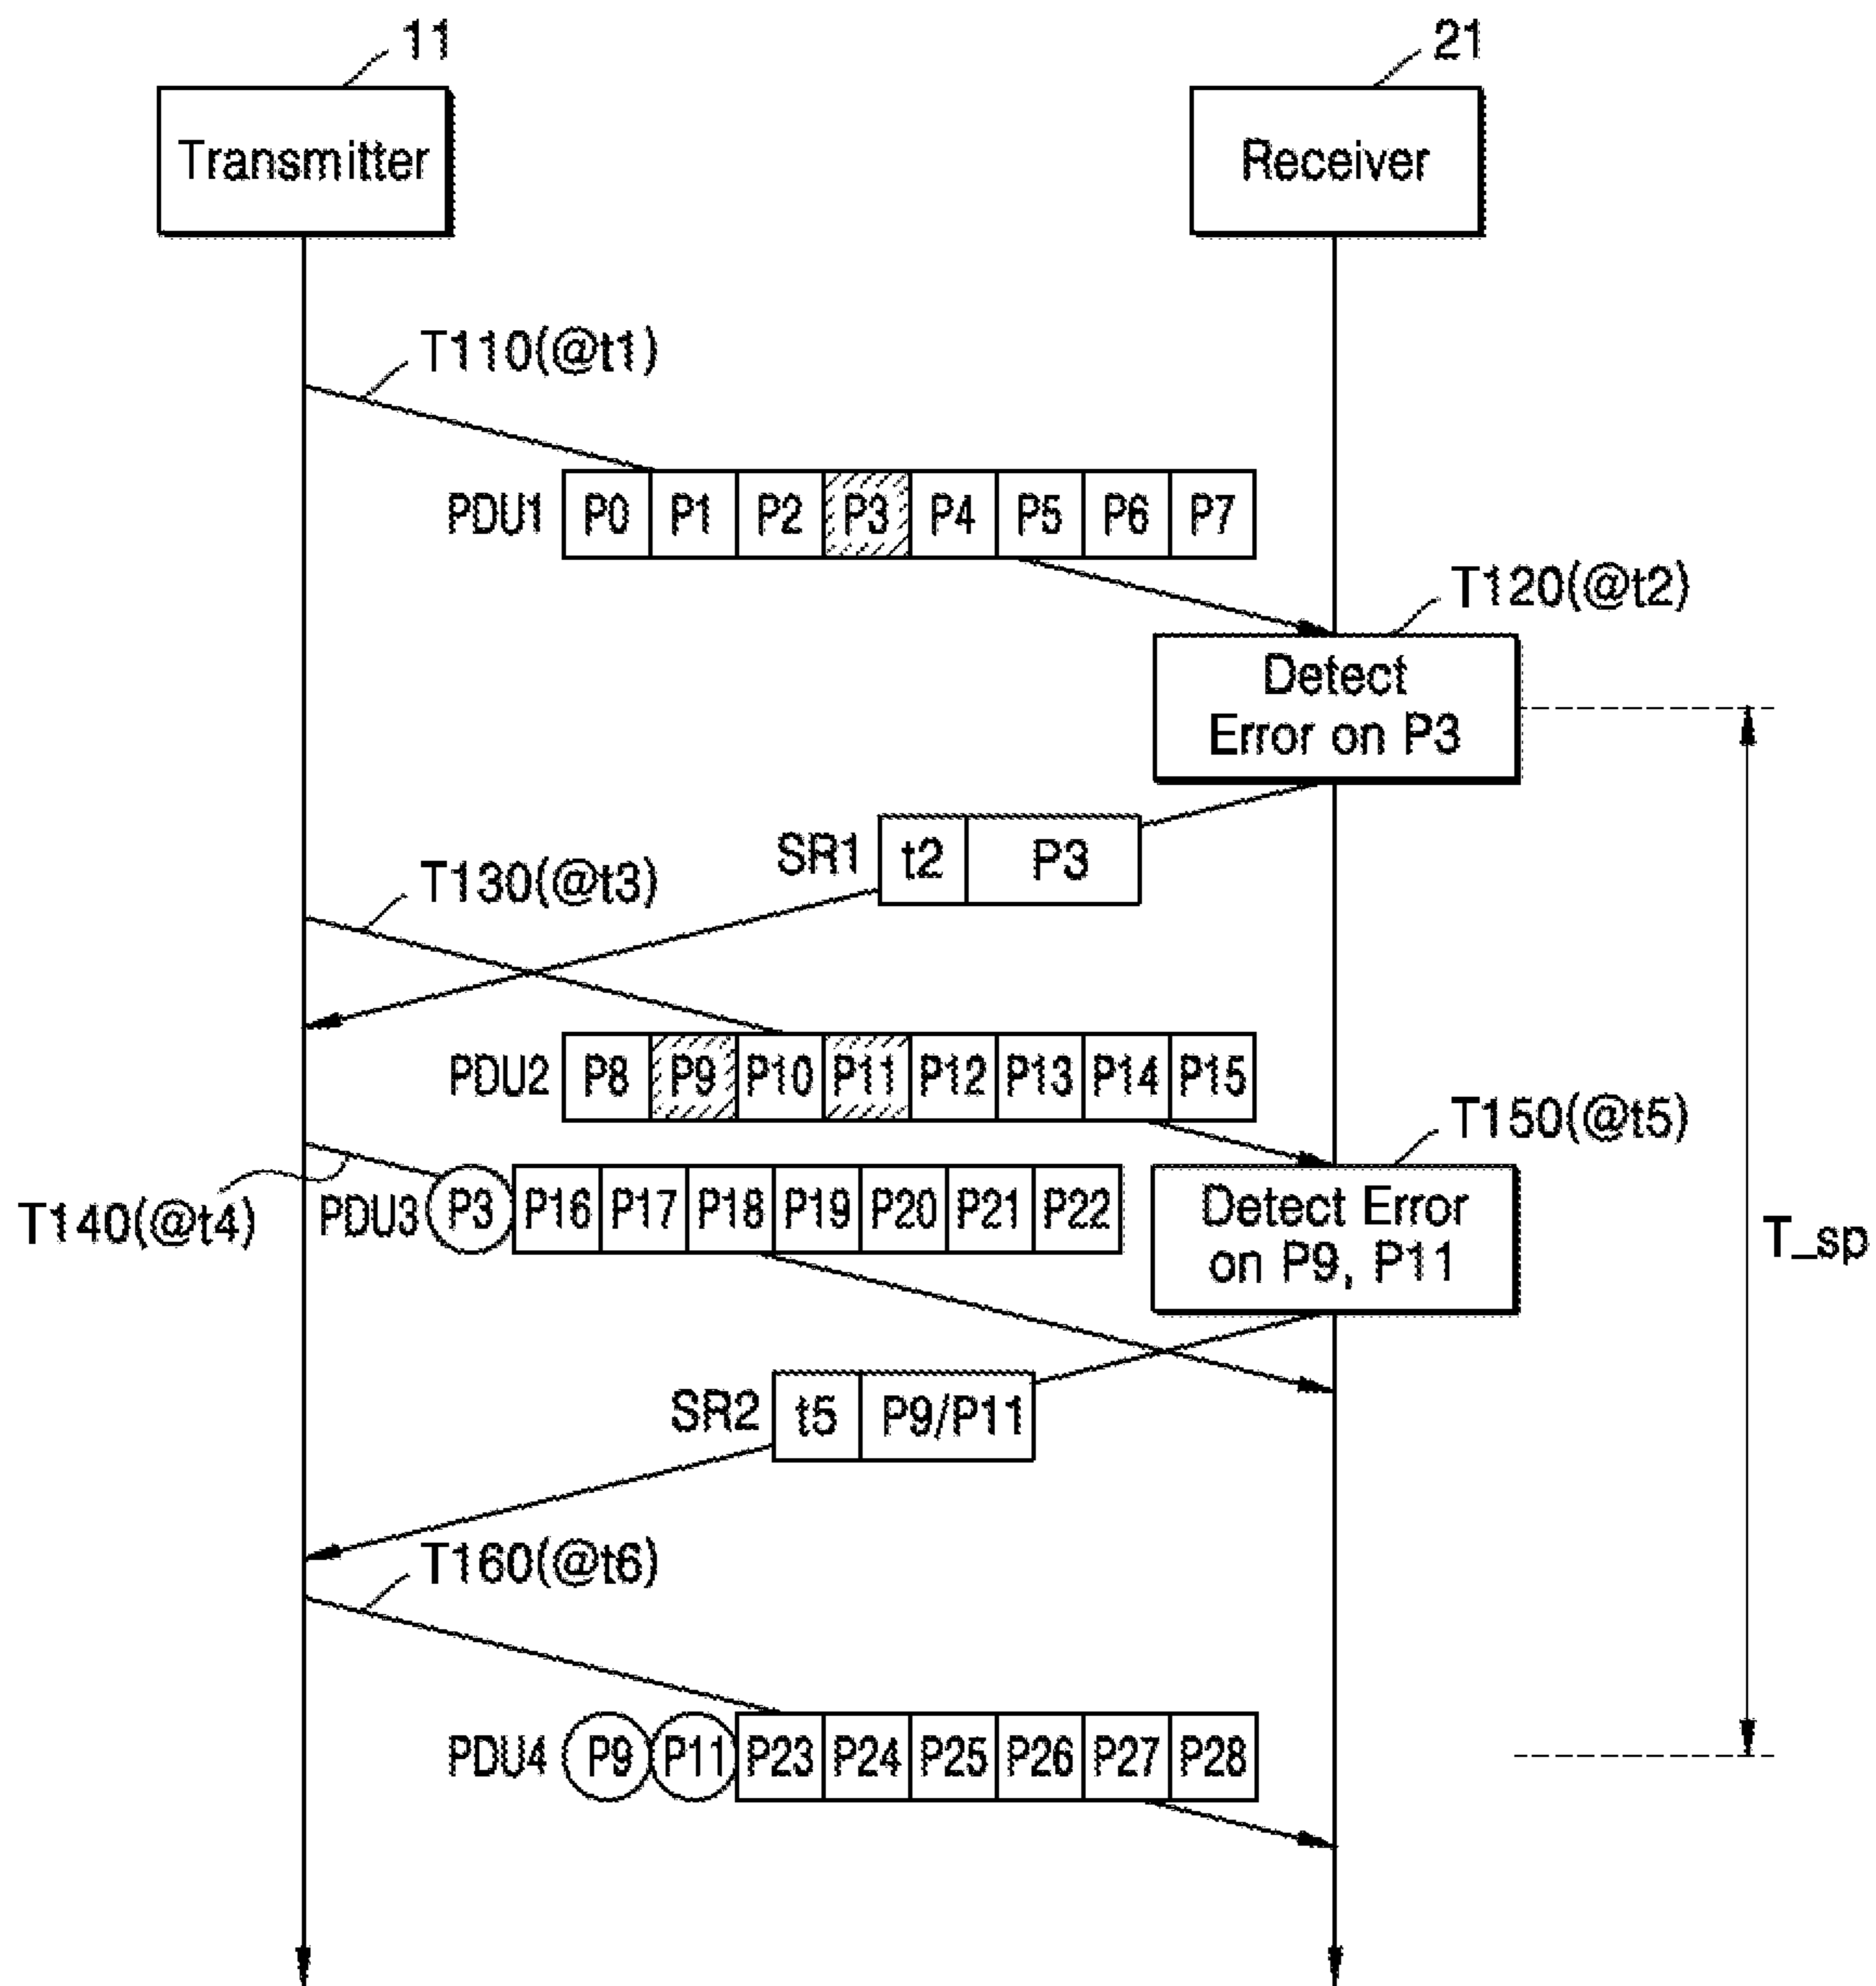 11
21
Transmitter
Receiver
T110(@t1)
PDU1 P0 P1 P2 P3 P4 P5 P6 P7
T120(@t2)
Detect
Error on P3
SR1 t2 P3
T130(@t3)
PDU2 P8 P9 P10 P11 P12 P13 P14 P15
T150(@t5)
T140(@t4)
PDU3 P3 P16 P17 P18 P19 P20 P21 P22
Detect Error
on P9, P11
T_sp
SR2 t5 P9/P11
T160(@t6)
PDU4 P9 P11 P23 P24 P25 P26 P27 P28